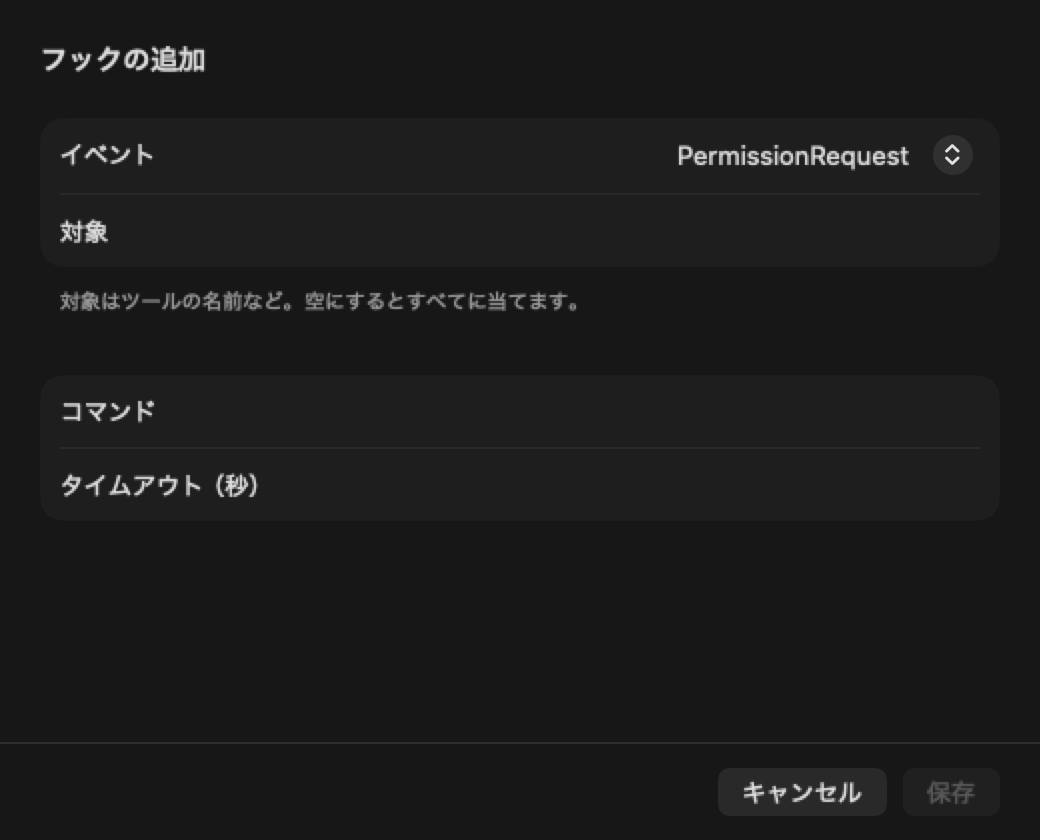 フックの追加
イベント PermissionRequest
対象
対象はツールの名前など。空にするとすべてに当てます。
コマンド
タイムアウト（秒）
キャンセル 保存